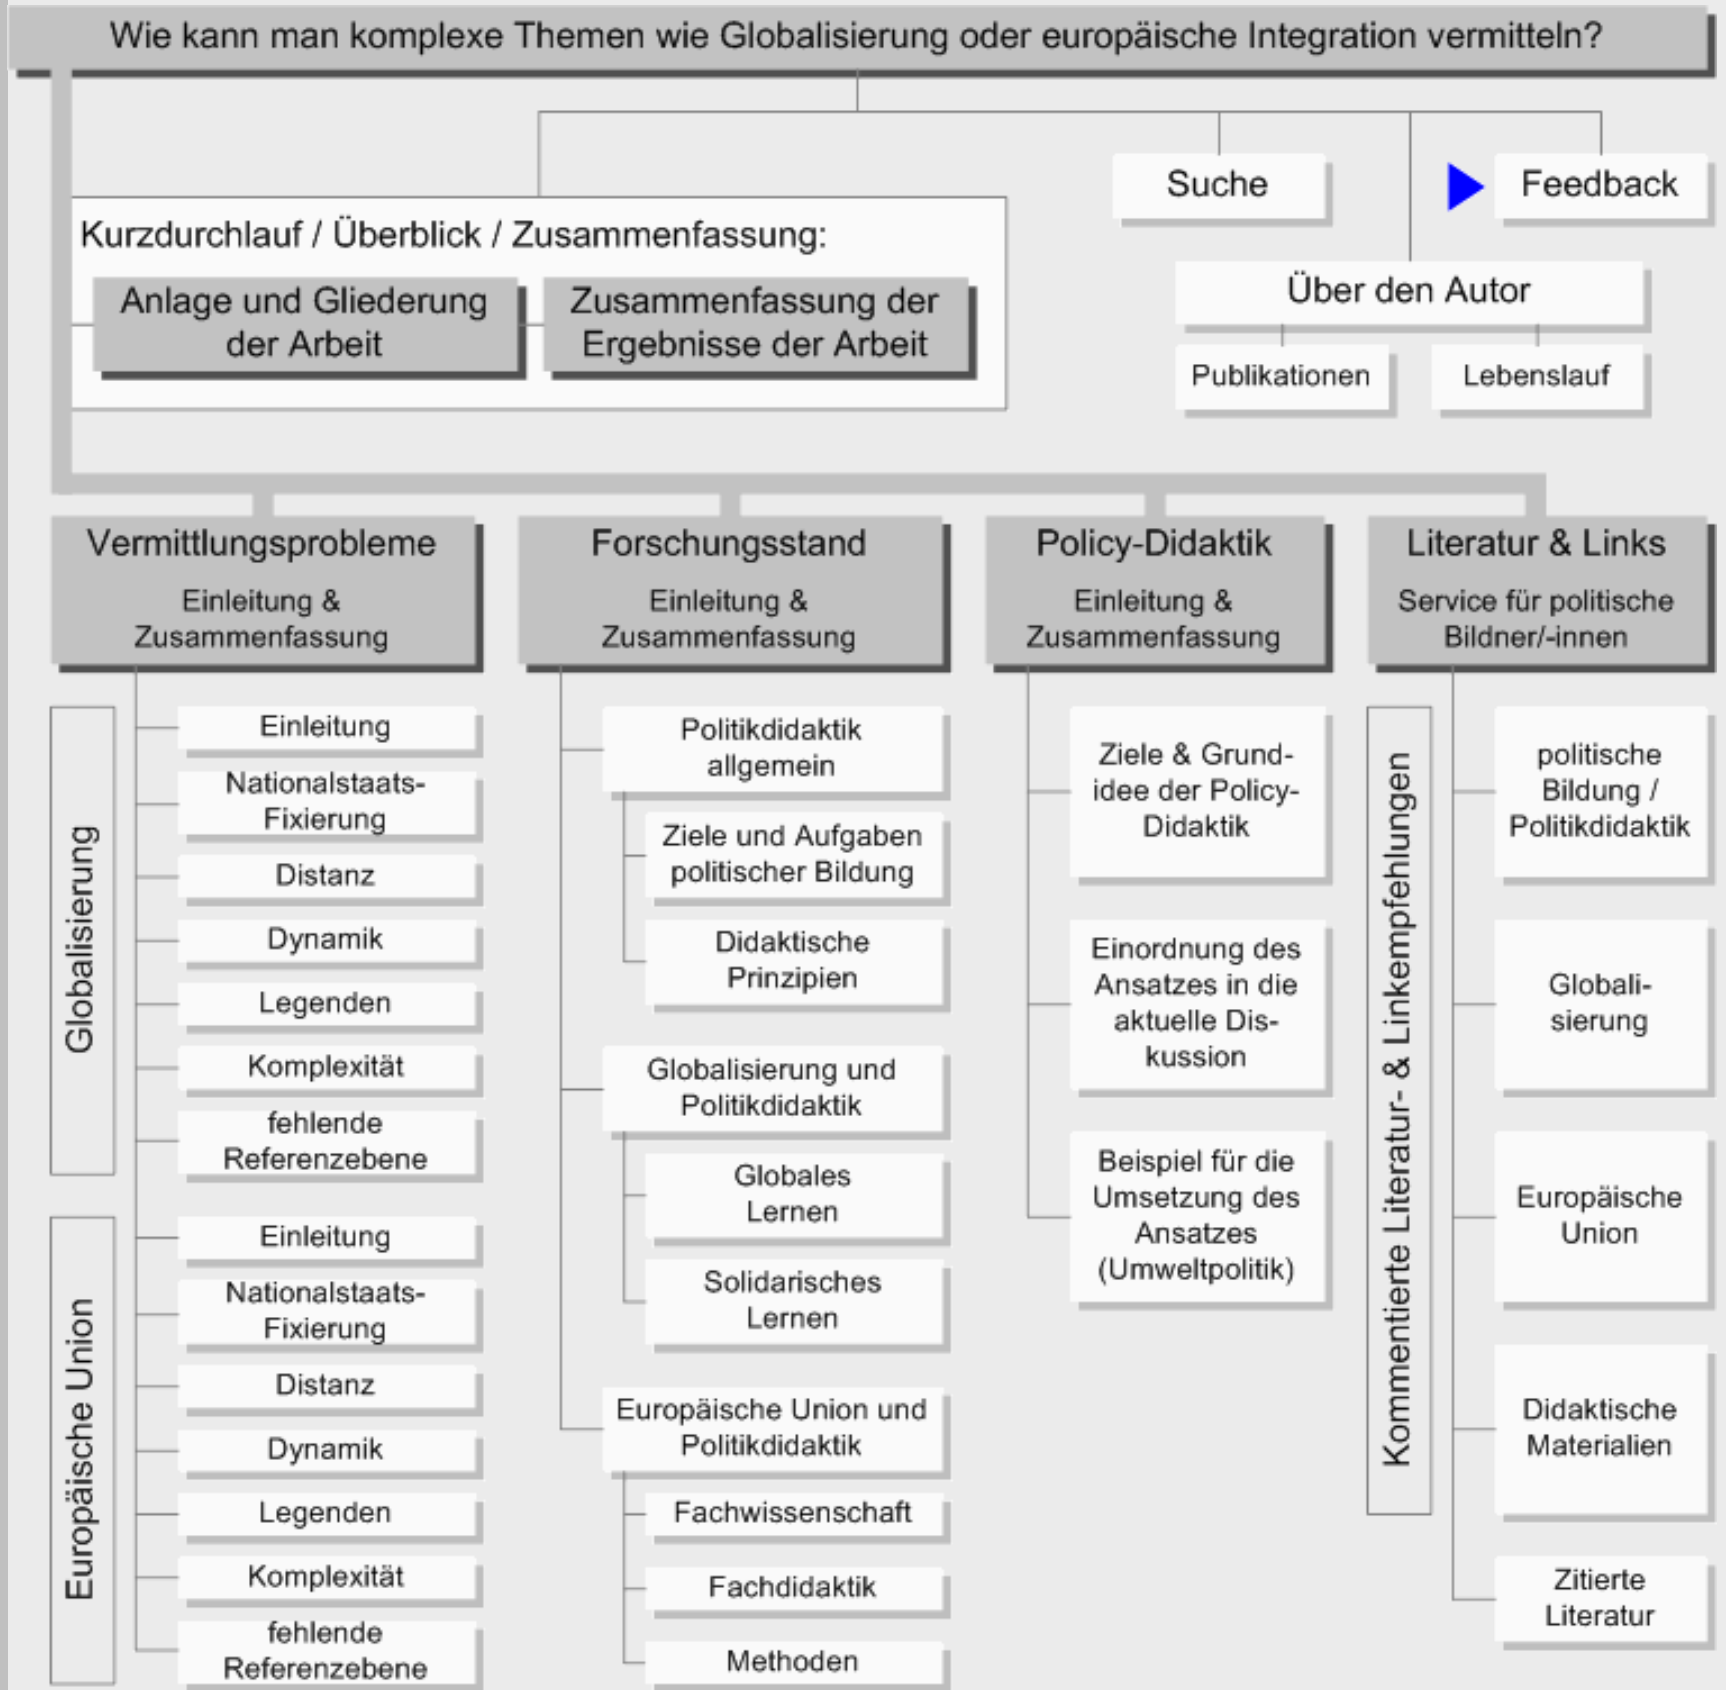 Wie kann man komplexe Themen wie Globalisierung oder europäische Integration vermitteln?
Suche
Feedback
Kurzdurchlauf / Überblick / Zusammenfassung:
Anlage und Gliederung
der Arbeit
Zusammenfassung der
Ergebnisse der Arbeit
Über den Autor
Publikationen
Lebenslauf
Vermittlungsprobleme
Einleitung &
Zusammenfassung
Globalisierung
Einleitung
Nationalstaats-
Fixierung
Distanz
Dynamik
Legenden
Komplexität
fehlende
Referenzebene
Europäische Union
Einleitung
Nationalstaats-
Fixierung
Distanz
Dynamik
Legenden
Komplexität
fehlende
Referenzebene
Forschungsstand
Einleitung &
Zusammenfassung
Politikdidaktik
allgemein
Ziele und Aufgaben
politischer Bildung
Didaktische
Prinzipien
Globalisierung und
Politikdidaktik
Globales
Lernen
Solidarisches
Lernen
Europäische Union und
Politikdidaktik
Fachwissenschaft
Fachdidaktik
Methoden
Policy-Didaktik
Einleitung &
Zusammenfassung
Ziele & Grund-
idee der Policy-
Didaktik
Einordnung des
Ansatzes in die
aktuelle Dis-
kussion
Beispiel für die
Umsetzung des
Ansatzes
(Umweltpolitik)
Literatur & Links
Service für politische
Bildner/-innen
Kommentierte Literatur- & Linkempfehlungen
politische
Bildung /
Politikdidaktik
Globali-
sierung
Europäische
Union
Didaktische
Materialien
Zitierte
Literatur